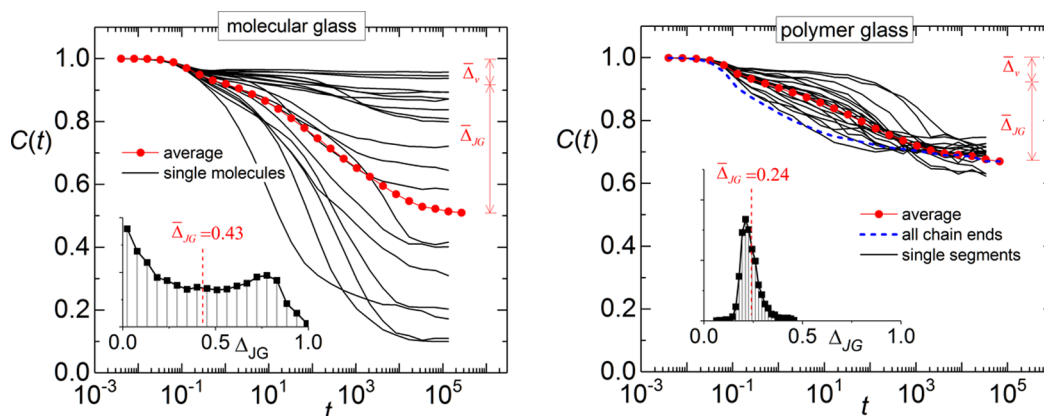 molecular glass
1.0
0.8
0.6
0.4
0.2
0.0
C(t)
average
single molecules
Δ̄v
Δ̄JG
Δ̄JG=0.43
0.0 0.5 1.0
ΔJG
10⁻³ 10⁻¹ 10¹ 10³ 10⁵
t
polymer glass
1.0
0.8
0.6
0.4
0.2
0.0
C(t)
Δ̄v
Δ̄JG
Δ̄JG=0.24
average
all chain ends
single segments
0.0 0.5 1.0
ΔJG
10⁻³ 10⁻¹ 10¹ 10³ 10⁵
t